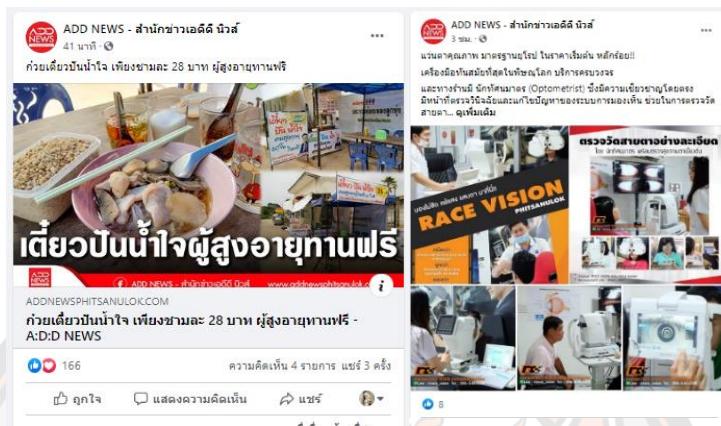 ADD NEWS - สำนักข่าวเอดีดี นิวส์
41 นาที
ก๋วยเตี๋ยวปันน้ำใจ เพียงชามละ 28 บาท ผู้สูงอายุทานฟรี
เตี๋ยวปันน้ำใจผู้สูงอายุทานฟรี
ADD NEWS
ADD NEWS - สำนักข่าวเอดีดี นิวส์
ADDNEWSPHITSANULOK.COM
ก๋วยเตี๋ยวปันน้ำใจ เพียงชามละ 28 บาท ผู้สูงอายุทานฟรี -
A:D:D NEWS
166
ความคิดเห็น 4 รายการ แชร์ 3 ครั้ง
ถูกใจ
แสดงความคิดเห็น
แชร์
ADD NEWS - สำนักข่าวเอดีดี นิวส์
3 ชม.
แว่นตาคุณภาพ มาตรฐานยุโรป ในราคาเริ่มต้น หลักร้อย!!
เครื่องมือทันสมัยที่สุดในพิษณุโลก บริการครบวงจร
และทางร้านมี นักทัศนมาตร (Optometrist) ซึ่งมีความเชี่ยวชาญโดยตรง
มีหน้าที่ตรวจวินิจฉัยและแก้ไขปัญหาของระบบการมองเห็น ช่วยในการตรวจวัด
สายตา... ดูเพิ่มเติม
RACE VISION
PHITSANULOK
ตรวจวัดสายตาอย่างละเอียด
8